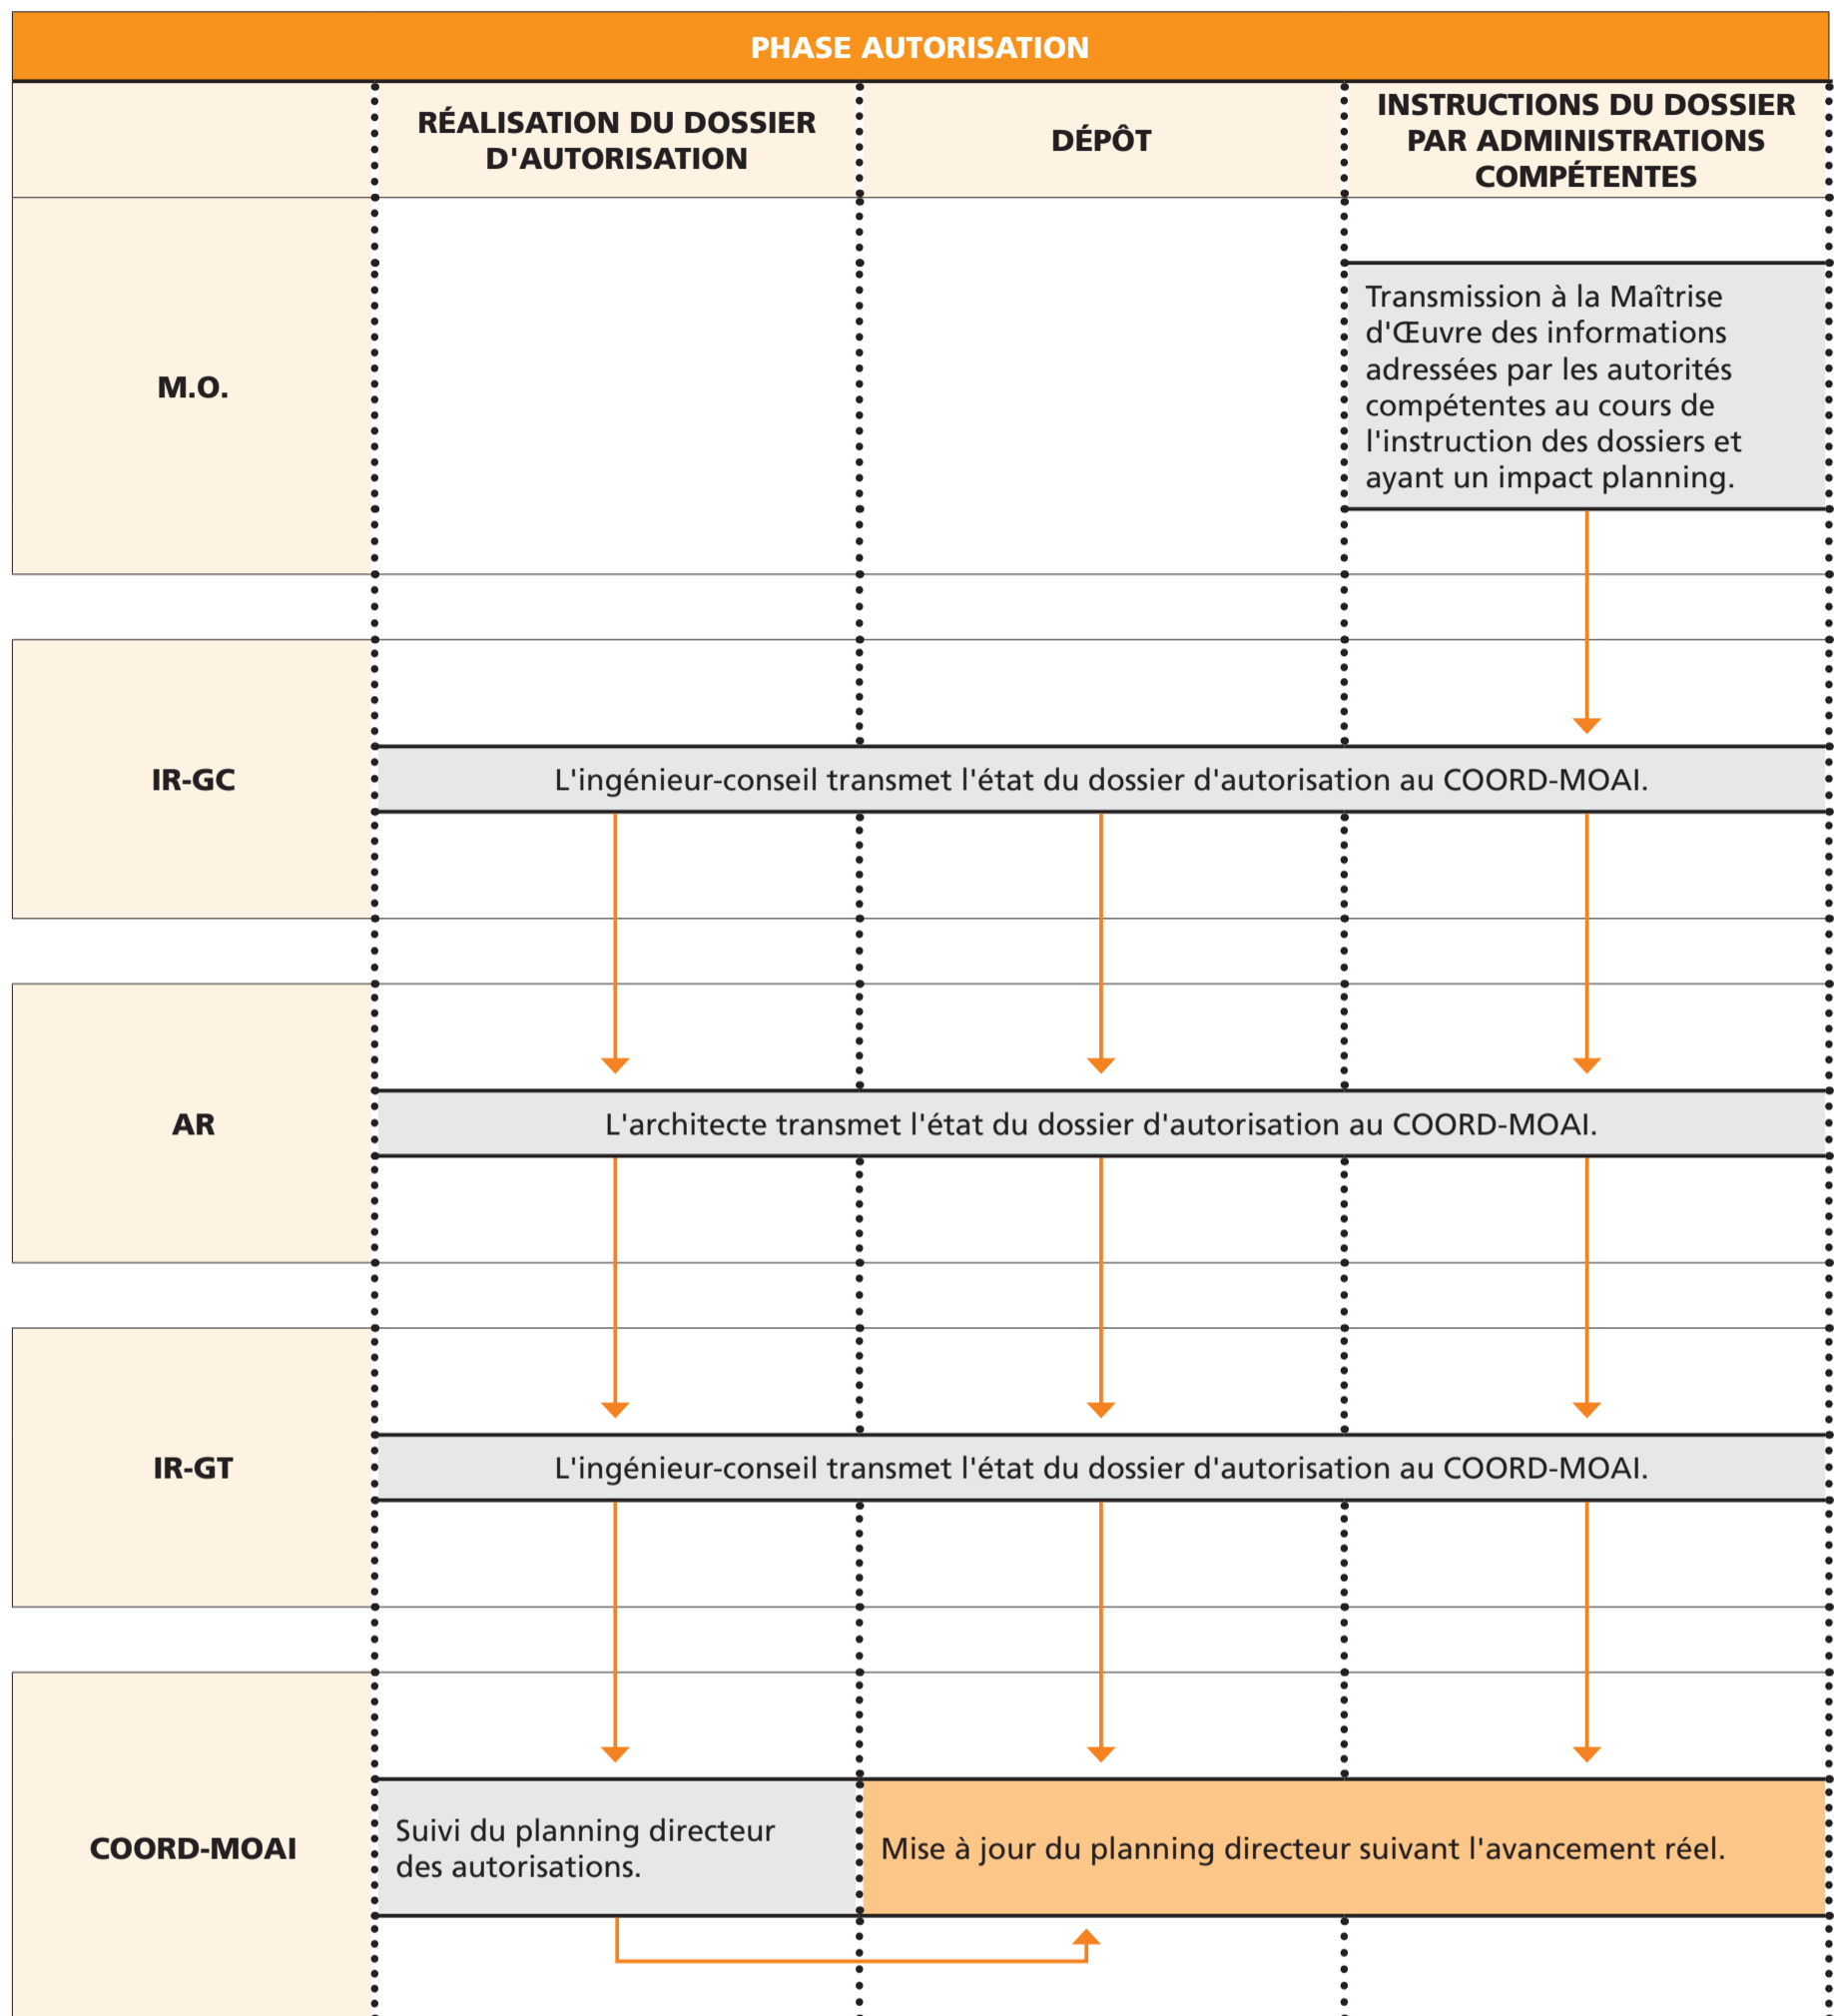 PHASE AUTORISATION
RÉALISATION DU DOSSIER
D'AUTORISATION
DÉPÔT
INSTRUCTIONS DU DOSSIER
PAR ADMINISTRATIONS
COMPÉTENTES
M.O.
Transmission à la Maîtrise
d'Œuvre des informations
adressées par les autorités
compétentes au cours de
l'instruction des dossiers et
ayant un impact planning.
IR-GC
L'ingénieur-conseil transmet l'état du dossier d'autorisation au COORD-MOAI.
AR
L'architecte transmet l'état du dossier d'autorisation au COORD-MOAI.
IR-GT
L'ingénieur-conseil transmet l'état du dossier d'autorisation au COORD-MOAI.
COORD-MOAI
Suivi du planning directeur
des autorisations.
Mise à jour du planning directeur suivant l'avancement réel.